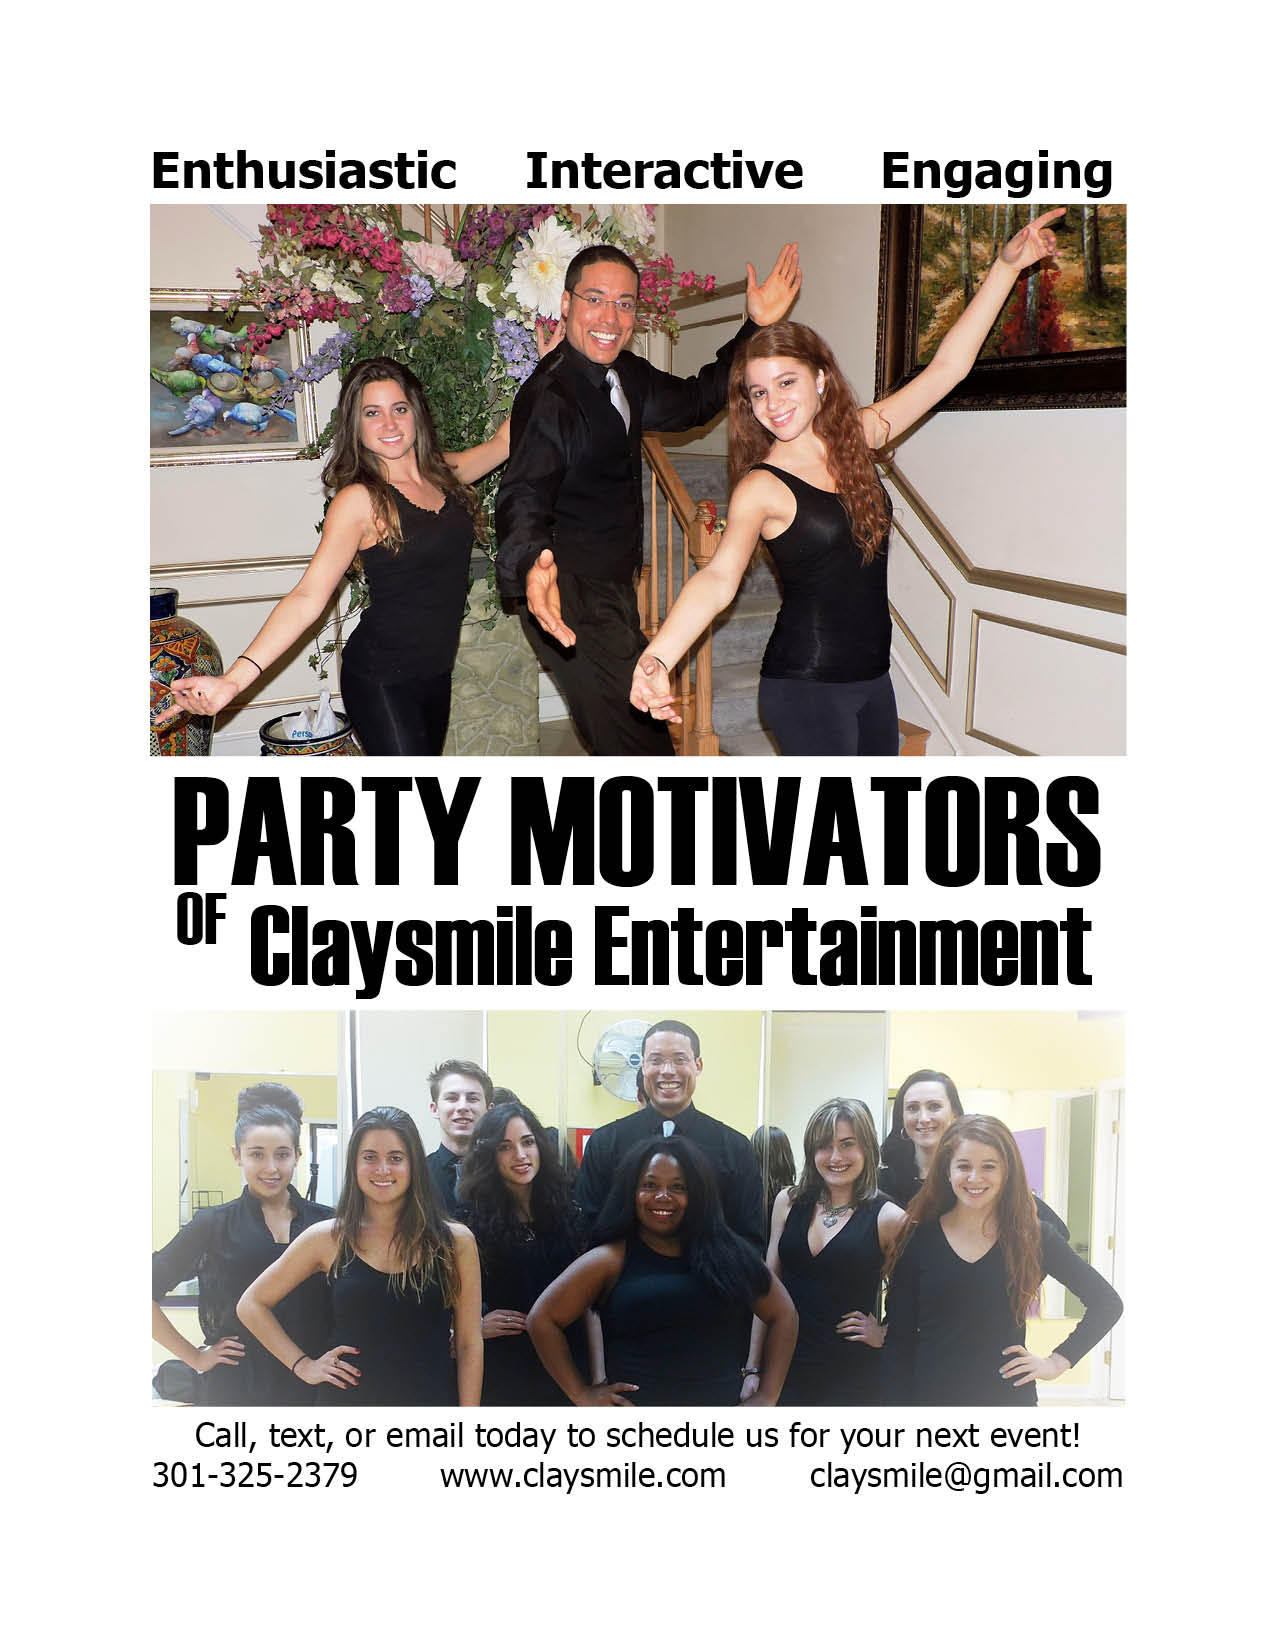 Enthusiastic Interactive Engaging
Perso
PARTY MOTIVATORS
OF Claysmile Entertainment
Call, text, or email today to schedule us for your next event!
301-325-2379 www.claysmile.com claysmile@gmail.com